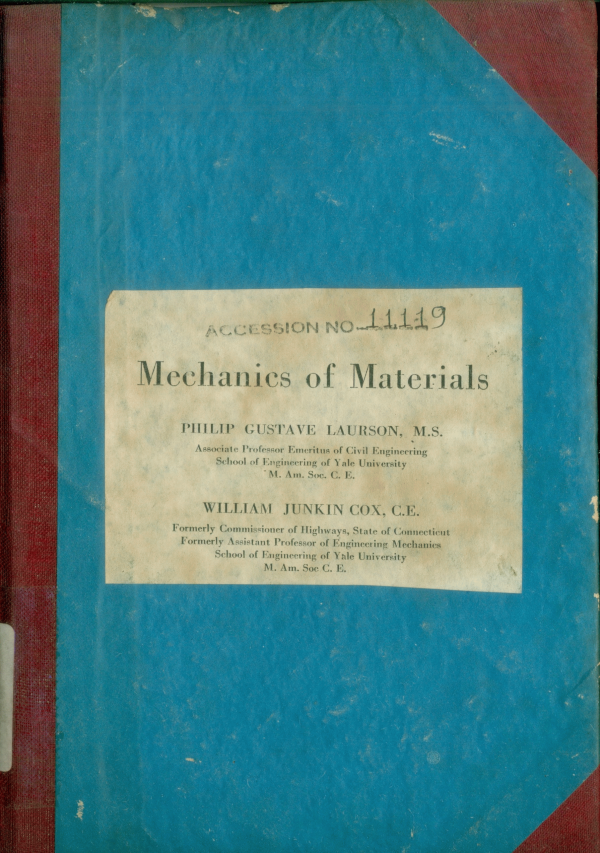 ACCESSION NO 11119
Mechanics of Materials
PHILIP GUSTAVE LAURSON, M.S.
Associate Professor Emeritus of Civil Engineering
School of Engineering of Yale University
M. Am. Soc. C. E.
WILLIAM JUNKIN COX, C.E.
Formerly Commissioner of Highways, State of Connecticut
Formerly Assistant Professor of Engineering Mechanics
School of Engineering of Yale University
M. Am. Soc C. E.